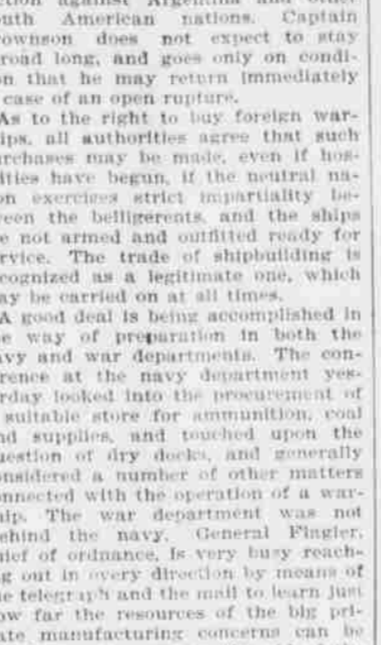 ction against Argentina and other
outh American nations. Captain
rownson does not expect to stay
road long, and goes only on condi-
on that he may return immediately
case of an open rupture.
As to the right to buy foreign war-
ips, all authorities agree that such
urchases may be made, even if hos-
ities have begun, if the neutral na-
on exercises strict impartiality be-
een the belligerents, and the ships
e not armed and outfitted ready for
rvice. The trade of shipbuilding is
cognized as a legitimate one, which
ay be carried on at all times.
A good deal is being accomplished in
e way of preparation in both the
avy and war departments. The con-
rence at the navy department yes-
rday looked into the procurement of
suitable store for ammunition, coal
nd supplies, and touched upon the
uestion of dry docks, and generally
onsidered a number of other matters
onnected with the operation of a war-
hip. The war department was not
ehind the navy. General Flagler,
hief of ordnance, is very busy reach-
g out in every direction by means of
e telegraph and the mail to learn just
ow far the resources of the big pri-
ate manufacturing concerns can be